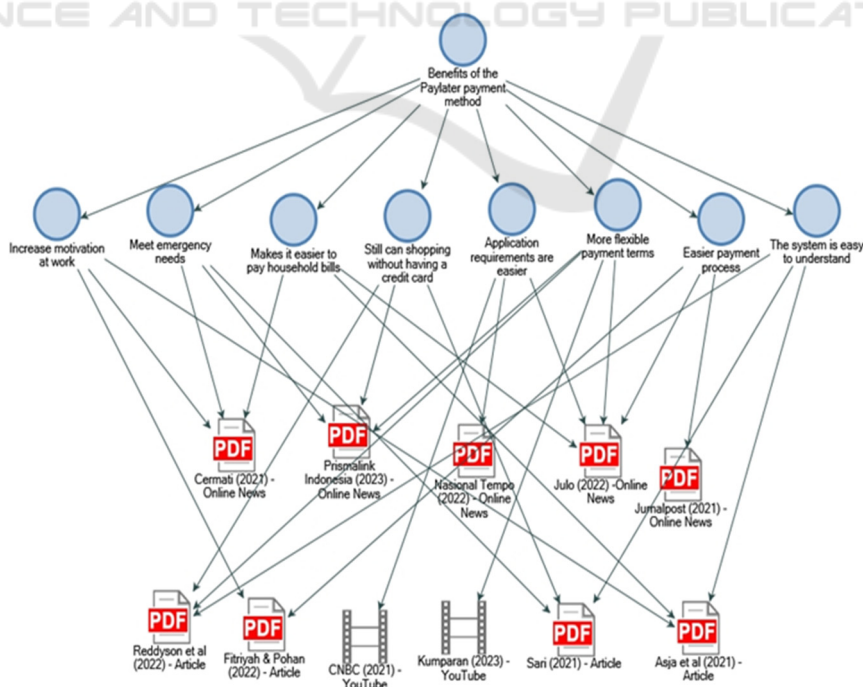 NCE AND TECHNOLOGY PUBLICAT
Benefits of the
Paylater payment
method
Increase motivation
at work
Meet emergency
needs
Makes it easier to
pay household bills
Still can shopping
without having a
credit card
Application
requirements are
easier
More flexible
payment terms
Easier payment
process
The system is easy
to understand
PDF
Cermati (2021) -
Online News
PDF
Prismalink
Indonesia (2023) -
Online News
PDF
Nasional Tempo
(2022) - Online
News
PDF
Julo (2022) -Online
News
PDF
Jurnalpost (2021) -
Online News
PDF
Reddyson et al
(2022) - Article
PDF
Fitriyah & Pohan
(2022) - Article
CNBC (2021) -
YouTube
Kumparan (2023) -
YouTube
PDF
Sari (2021) - Article
PDF
Asja et al (2021) -
Article